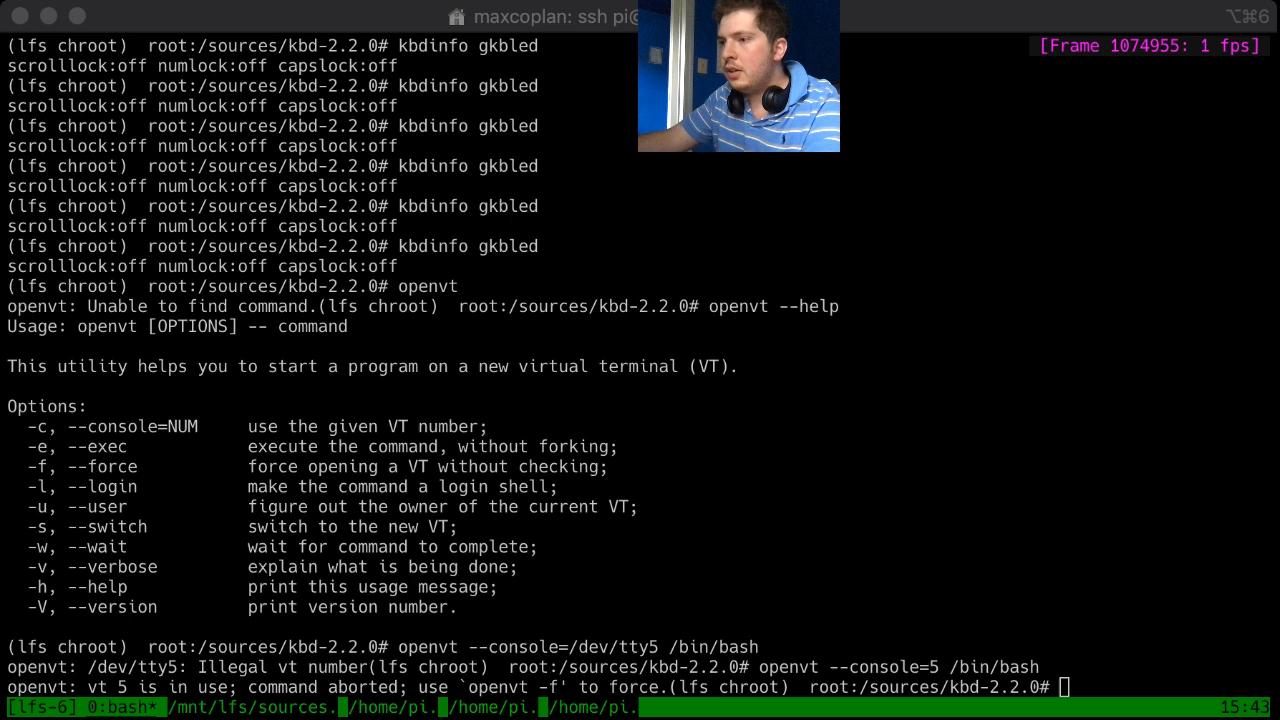 maxcoplan: ssh pi@
⌥⌘6
(lfs chroot)  root:/sources/kbd-2.2.0# kbdinfo gkbled
[Frame 1074955: 1 fps]
scrolllock:off numlock:off capslock:off
(lfs chroot)  root:/sources/kbd-2.2.0# kbdinfo gkbled
scrolllock:off numlock:off capslock:off
(lfs chroot)  root:/sources/kbd-2.2.0# kbdinfo gkbled
scrolllock:off numlock:off capslock:off
(lfs chroot)  root:/sources/kbd-2.2.0# kbdinfo gkbled
scrolllock:off numlock:off capslock:off
(lfs chroot)  root:/sources/kbd-2.2.0# kbdinfo gkbled
scrolllock:off numlock:off capslock:off
(lfs chroot)  root:/sources/kbd-2.2.0# kbdinfo gkbled
scrolllock:off numlock:off capslock:off
(lfs chroot)  root:/sources/kbd-2.2.0# openvt
openvt: Unable to find command.(lfs chroot)  root:/sources/kbd-2.2.0# openvt --help
Usage: openvt [OPTIONS] -- command
This utility helps you to start a program on a new virtual terminal (VT).
Options:
-c, --console=NUM     use the given VT number;
-e, --exec            execute the command, without forking;
-f, --force           force opening a VT without checking;
-l, --login           make the command a login shell;
-u, --user            figure out the owner of the current VT;
-s, --switch          switch to the new VT;
-w, --wait            wait for command to complete;
-v, --verbose         explain what is being done;
-h, --help            print this usage message;
-V, --version         print version number.
(lfs chroot)  root:/sources/kbd-2.2.0# openvt --console=/dev/tty5 /bin/bash
openvt: /dev/tty5: Illegal vt number(lfs chroot)  root:/sources/kbd-2.2.0# openvt --console=5 /bin/bash
openvt: vt 5 is in use; command aborted; use `openvt -f' to force.(lfs chroot)  root:/sources/kbd-2.2.0#
[lfs-6] 0:bash* /mnt/lfs/sources. /home/pi. /home/pi. /home/pi. 15:43